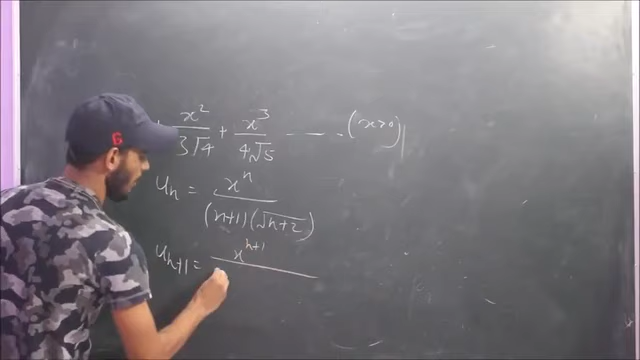 + x²/3√4 + x³/4√5 ------ (x>0)
uₙ = xⁿ/(n+1)(√n+2)
uₙ₊₁ = xⁿ⁺¹/
G